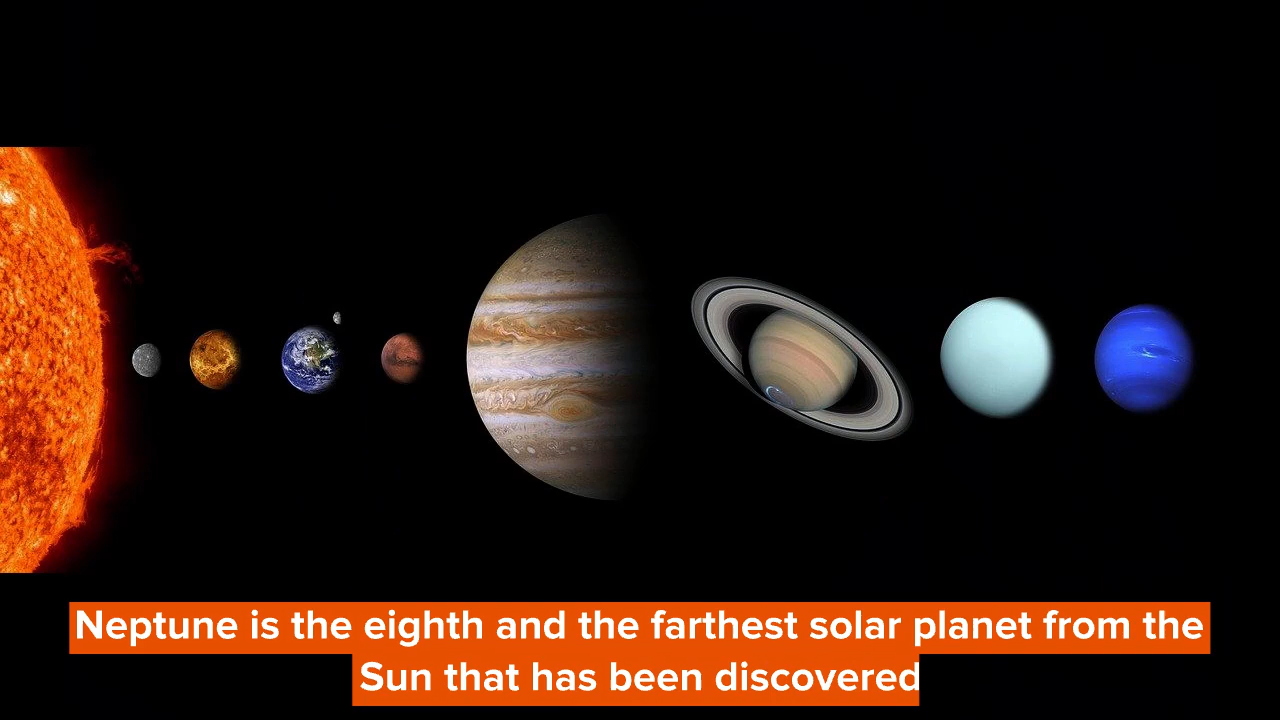 Neptune is the eighth and the farthest solar planet from the
Sun that has been discovered